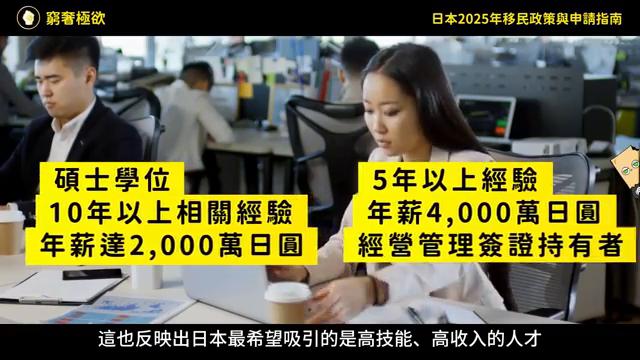 窮奢極欲
日本2025年移民政策與申請指南
碩士學位
10年以上相關經驗
年薪達2,000萬日圓
5年以上經驗
年薪4,000萬日圓
經營管理簽證持有者
這也反映出日本最希望吸引的是高技能、高收入的人才